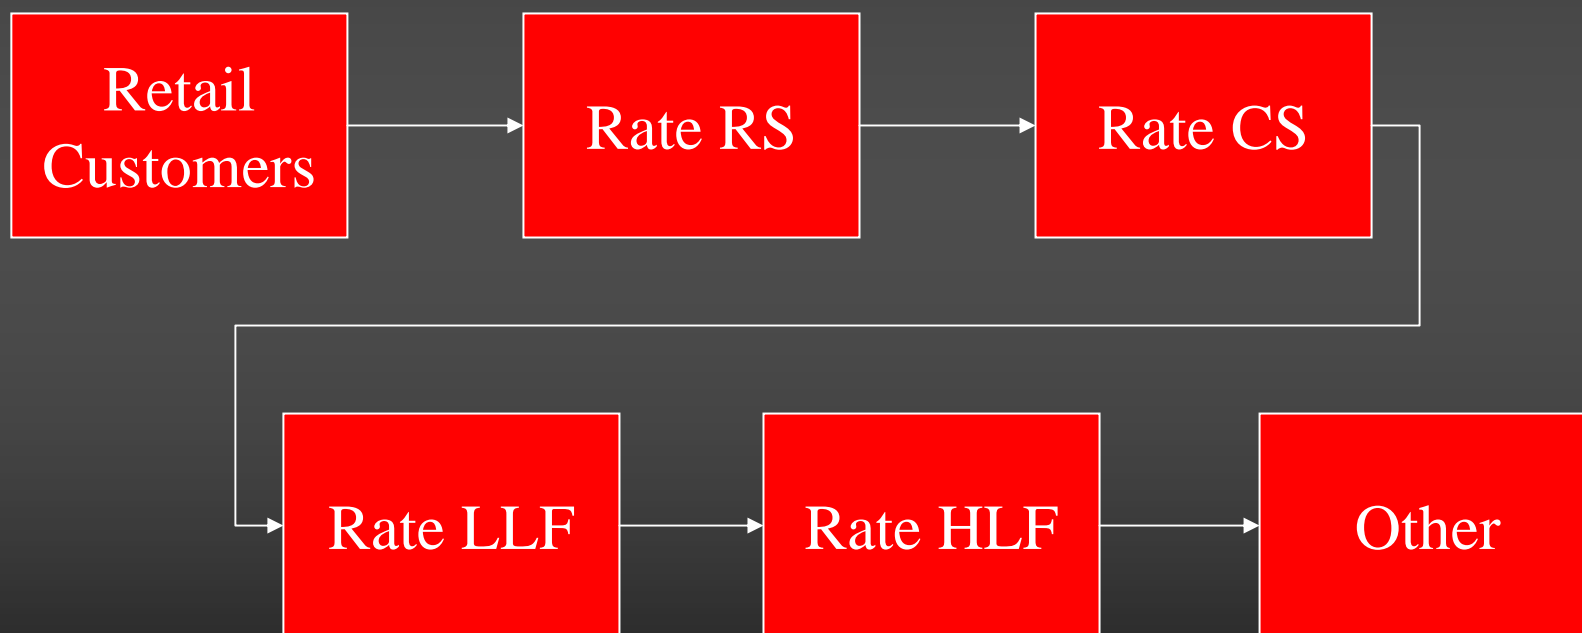 Retail
Customers
Rate RS
Rate CS
Rate LLF
Rate HLF
Other